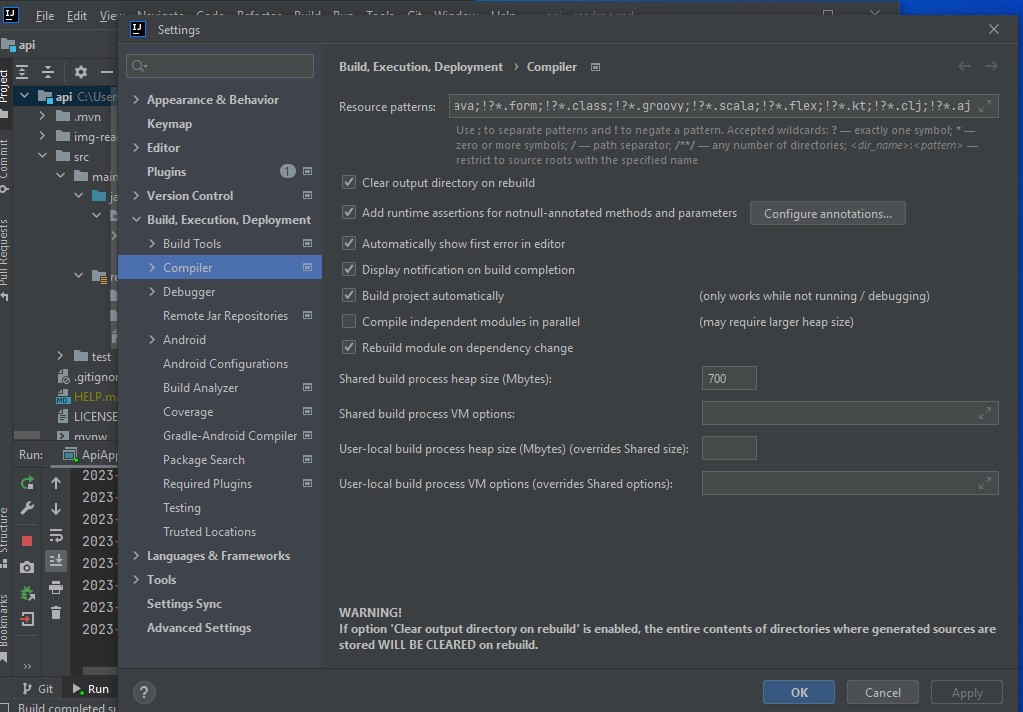 File Edit View Navigate Code Refactor Build Run Tools Git Window Help api - readme.md
Settings
api
Project
Commit
Pull Requests
Structure
Bookmarks
api C:\User
.mvn
img-rea
src
main
ja
re
test
.gitignor
HELP.m
LICENSE
mvnw
Run: ApiApp
2023-
2023-
2023-
2023-
2023-
2023-
2023-
2023-
Git Run
Build completed su
Appearance & Behavior
Keymap
Editor
Plugins 1
Version Control
Build, Execution, Deployment
Build Tools
Compiler
Debugger
Remote Jar Repositories
Android
Android Configurations
Build Analyzer
Coverage
Gradle-Android Compiler
Package Search
Required Plugins
Testing
Trusted Locations
Languages & Frameworks
Tools
Settings Sync
Advanced Settings
Build, Execution, Deployment › Compiler
Resource patterns: ava;!?*.form;!?*.class;!?*.groovy;!?*.scala;!?*.flex;!?*.kt;!?*.clj;!?*.aj
Use ; to separate patterns and ! to negate a pattern. Accepted wildcards: ? — exactly one symbol; * —
zero or more symbols; / — path separator; /**/ — any number of directories; <dir_name>:<pattern> —
restrict to source roots with the specified name
Clear output directory on rebuild
Add runtime assertions for notnull-annotated methods and parameters Configure annotations...
Automatically show first error in editor
Display notification on build completion
Build project automatically (only works while not running / debugging)
Compile independent modules in parallel (may require larger heap size)
Rebuild module on dependency change
Shared build process heap size (Mbytes): 700
Shared build process VM options:
User-local build process heap size (Mbytes) (overrides Shared size):
User-local build process VM options (overrides Shared options):
WARNING!
If option 'Clear output directory on rebuild' is enabled, the entire contents of directories where generated sources are
stored WILL BE CLEARED on rebuild.
? OK Cancel Apply